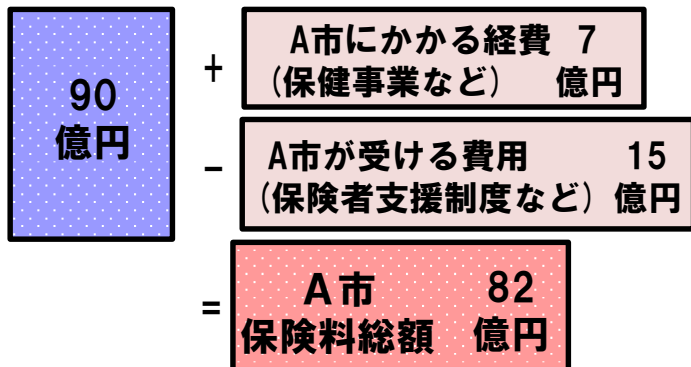 90
億円
+
A市にかかる経費 7
(保健事業など) 億円
-
A市が受ける費用 15
(保険者支援制度など) 億円
=
A市 82
保険料総額 億円